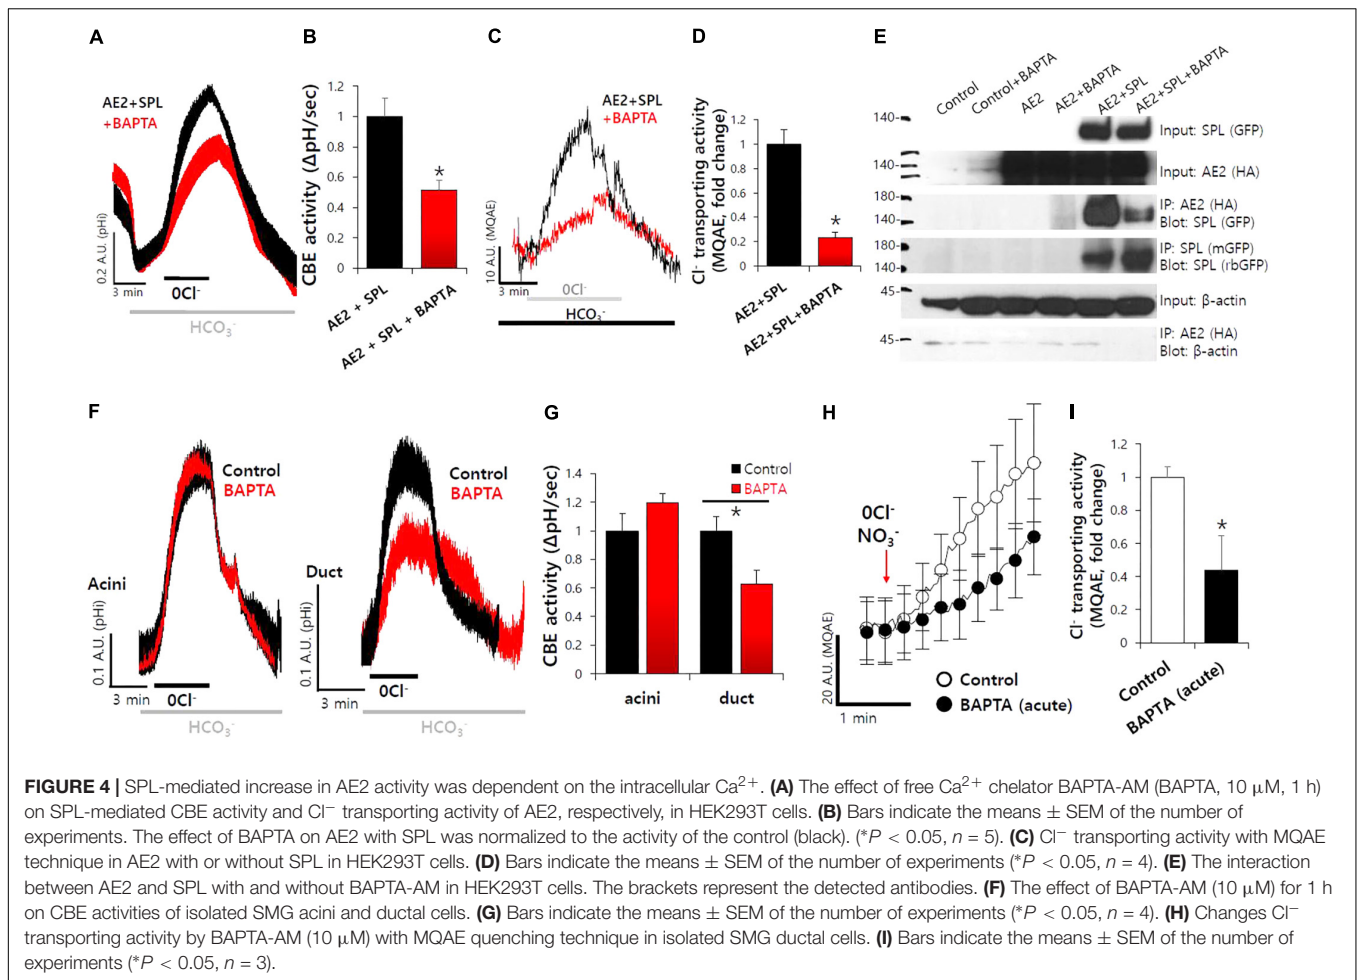 A
AE2+SPL
+BAPTA
0.2 A.U. (pHi)
3 min
0Cl⁻
HCO₃⁻
B
CBE activity (ΔpH/sec)
1.2
1
0.8
0.6
0.4
0.2
0
*
AE2 + SPL
AE2 + SPL + BAPTA
C
AE2+SPL
+BAPTA
10 A.U. (MQAE)
3 min
0Cl⁻
HCO₃⁻
D
Cl⁻ transporting activity
(MQAE, fold change)
1.2
1
0.8
0.6
0.4
0.2
0
*
AE2+SPL
AE2+SPL+BAPTA
E
Control
Control+BAPTA
AE2
AE2+BAPTA
AE2+SPL
AE2+SPL+BAPTA
140-
Input: SPL (GFP)
140-
Input: AE2 (HA)
180-
140-
IP: AE2 (HA)
Blot: SPL (GFP)
180-
140-
IP: SPL (mGFP)
Blot: SPL (rbGFP)
45-
Input: β-actin
45-
IP: AE2 (HA)
Blot: β-actin
F
Control
BAPTA
Acini
0.1 A.U. (pHi)
3 min
0Cl⁻
HCO₃⁻
Control
BAPTA
Duct
0.1 A.U. (pHi)
3 min
0Cl⁻
HCO₃⁻
G
CBE activity (ΔpH/sec)
1.4
1.2
1
0.8
0.6
0.4
0.2
0
Control
BAPTA
*
acini
duct
H
0Cl⁻
NO₃⁻
20 A.U. (MQAE)
1 min
Control
BAPTA (acute)
I
Cl⁻ transporting activity
(MQAE, fold change)
1.2
1
0.8
0.6
0.4
0.2
0
*
Control
BAPTA (acute)
FIGURE 4 | SPL-mediated increase in AE2 activity was dependent on the intracellular Ca²⁺. (A) The effect of free Ca²⁺ chelator BAPTA-AM (BAPTA, 10 μM, 1 h)
on SPL-mediated CBE activity and Cl⁻ transporting activity of AE2, respectively, in HEK293T cells. (B) Bars indicate the means ± SEM of the number of
experiments. The effect of BAPTA on AE2 with SPL was normalized to the activity of the control (black). (*P < 0.05, n = 5). (C) Cl⁻ transporting activity with MQAE
technique in AE2 with or without SPL in HEK293T cells. (D) Bars indicate the means ± SEM of the number of experiments (*P < 0.05, n = 4). (E) The interaction
between AE2 and SPL with and without BAPTA-AM in HEK293T cells. The brackets represent the detected antibodies. (F) The effect of BAPTA-AM (10 μM) for 1 h
on CBE activities of isolated SMG acini and ductal cells. (G) Bars indicate the means ± SEM of the number of experiments (*P < 0.05, n = 4). (H) Changes Cl⁻
transporting activity by BAPTA-AM (10 μM) with MQAE quenching technique in isolated SMG ductal cells. (I) Bars indicate the means ± SEM of the number of
experiments (*P < 0.05, n = 3).